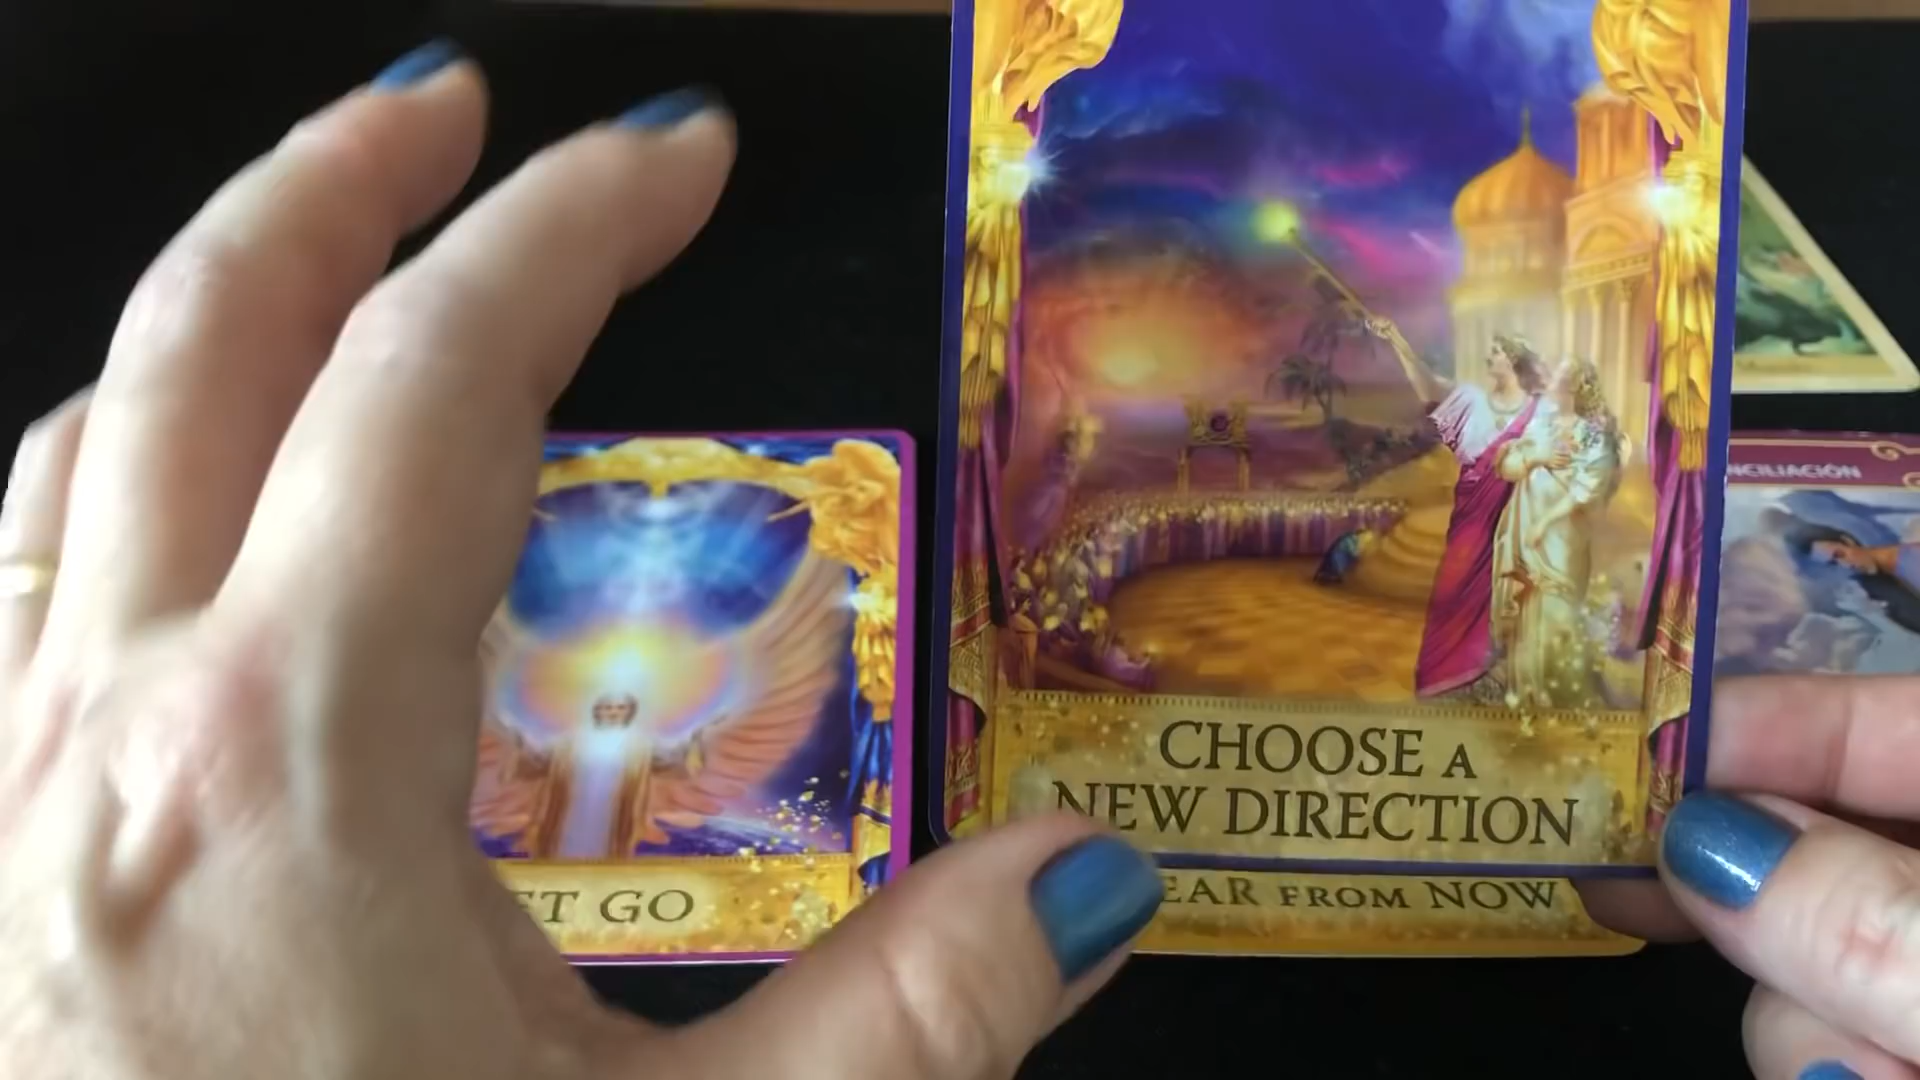 CHOOSE A
NEW DIRECTION
EAR FROM NOW
ET GO
NCILIACIÓN